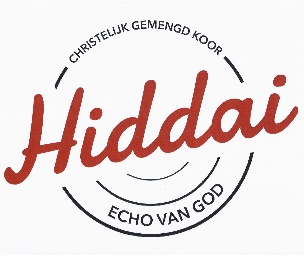 CHRISTELIJK GEMENGD KOOR
Hiddai
ECHO VAN GOD